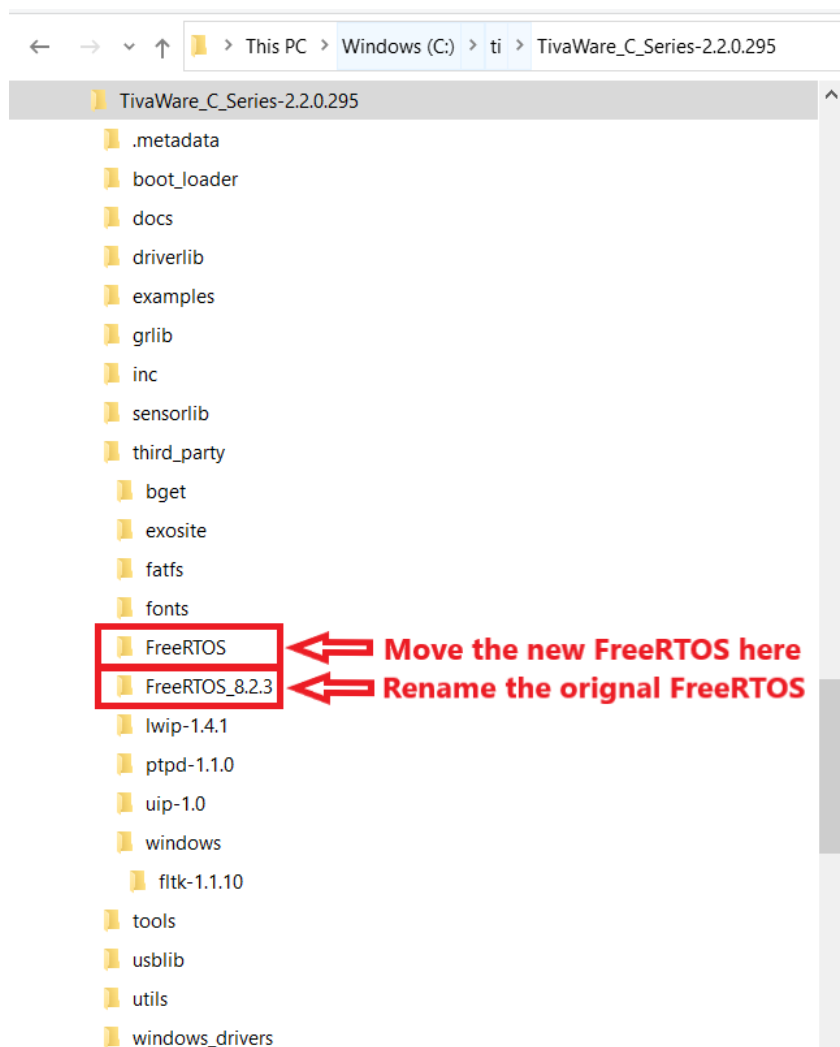 This PC > Windows (C:) > ti > TivaWare_C_Series-2.2.0.295
TivaWare_C_Series-2.2.0.295
.metadata
boot_loader
docs
driverlib
examples
grlib
inc
sensorlib
third_party
bget
exosite
fatfs
fonts
FreeRTOS Move the new FreeRTOS here
FreeRTOS_8.2.3 Rename the orignal FreeRTOS
lwip-1.4.1
ptpd-1.1.0
uip-1.0
windows
fltk-1.1.10
tools
usblib
utils
windows_drivers